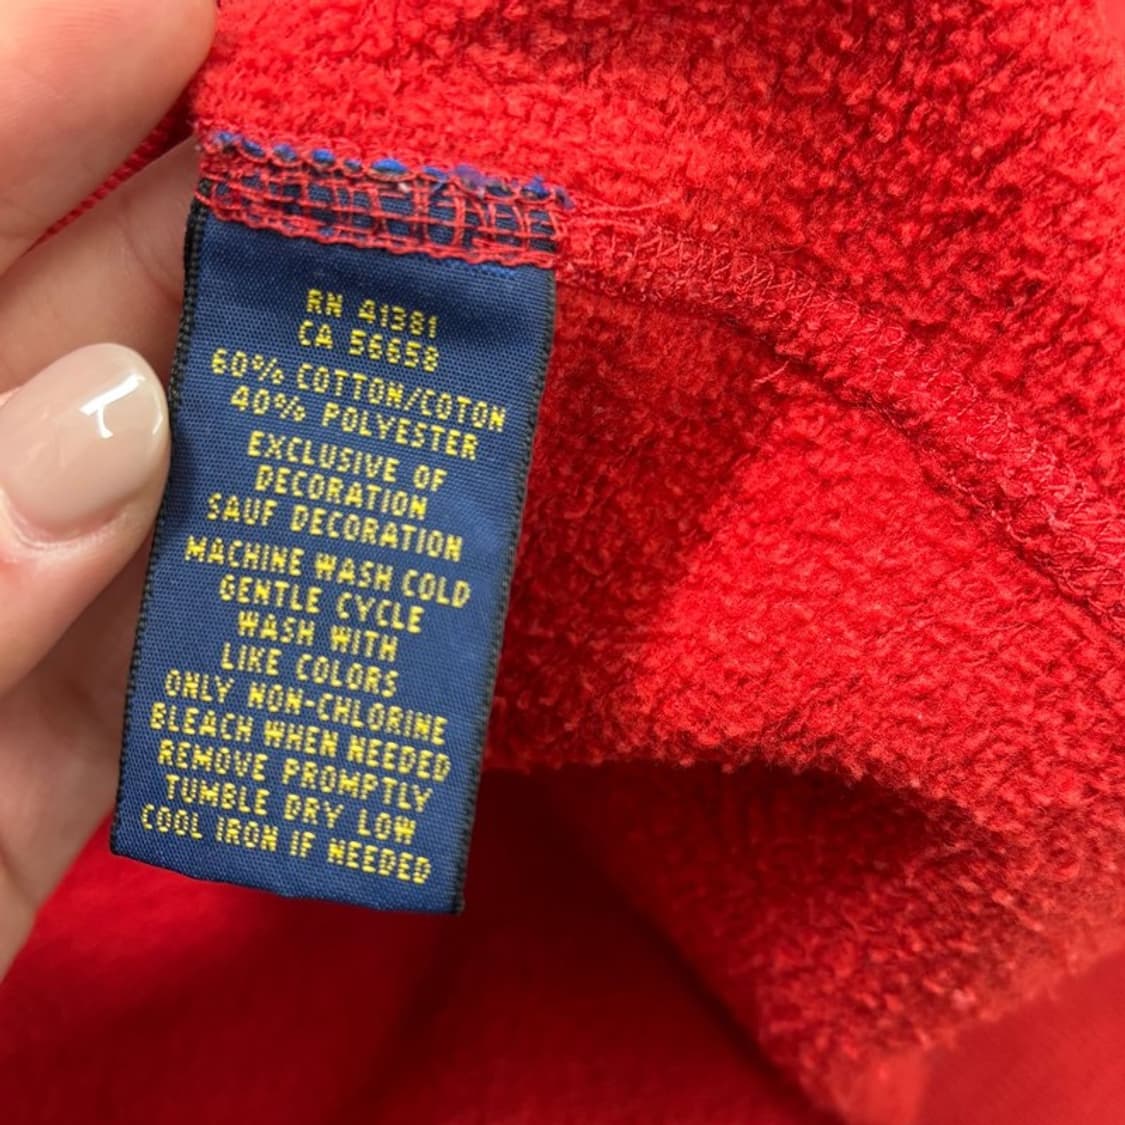 RN 41381
CA 56658
60% COTTON/COTON
40% POLYESTER
EXCLUSIVE OF
DECORATION
SAUF DECORATION
MACHINE WASH COLD
GENTLE CYCLE
WASH WITH
LIKE COLORS
ONLY NON-CHLORINE
BLEACH WHEN NEEDED
REMOVE PROMPTLY
TUMBLE DRY LOW
COOL IRON IF NEEDED